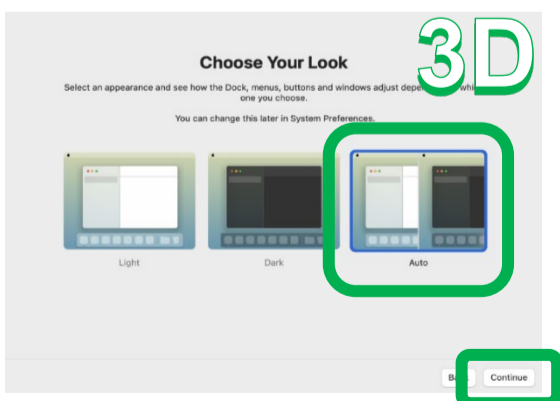 3D
Choose Your Look
Select an appearance and see how the Dock, menus, buttons and windows adjust
one you choose.
You can change this later in System Preferences.
Light
Dark
Auto
Continue